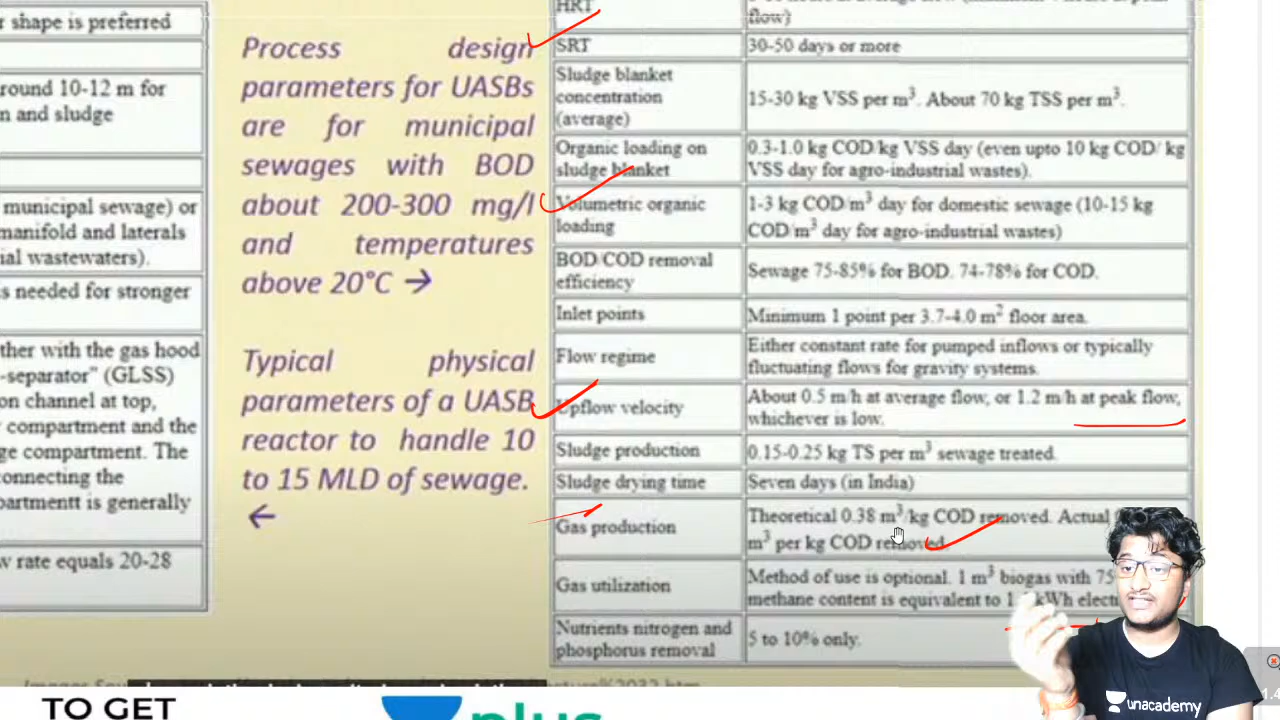 r shape is preferred
round 10-12 m for
n and sludge
municipal sewage) or
manifold and laterals
ial wastewaters).
s needed for stronger
ther with the gas hood
-separator” (GLSS)
on channel at top,
compartment and the
ge compartment. The
onnecting the
partmentt is generally
w rate equals 20-28
Process design
parameters for UASBs
are for municipal
sewages with BOD
about 200-300 mg/l
and temperatures
above 20°C →
Typical physical
parameters of a UASB
reactor to handle 10
to 15 MLD of sewage.
←
HRT
flow)
SRT
30-50 days or more
Sludge blanket
concentration
(average)
15-30 kg VSS per m³. About 70 kg TSS per m³.
Organic loading on
sludge blanket
0.3-1.0 kg COD/kg VSS day (even upto 10 kg COD/ kg
VSS day for agro-industrial wastes).
Volumetric organic
loading
1-3 kg COD/m³ day for domestic sewage (10-15 kg
COD/m³ day for agro-industrial wastes)
BOD/COD removal
efficiency
Sewage 75-85% for BOD. 74-78% for COD.
Inlet points
Minimum 1 point per 3.7-4.0 m² floor area.
Flow regime
Either constant rate for pumped inflows or typically
fluctuating flows for gravity systems.
Upflow velocity
About 0.5 m/h at average flow, or 1.2 m/h at peak flow,
whichever is low.
Sludge production
0.15-0.25 kg TS per m³ sewage treated.
Sludge drying time
Seven days (in India)
Gas production
Theoretical 0.38 m³/kg COD removed. Actual
m³ per kg COD removed.
Gas utilization
Method of use is optional. 1 m³ biogas with 75
methane content is equivalent to kWh elect
Nutrients nitrogen and
phosphorus removal
5 to 10% only.
TO GET
plus
unacademy